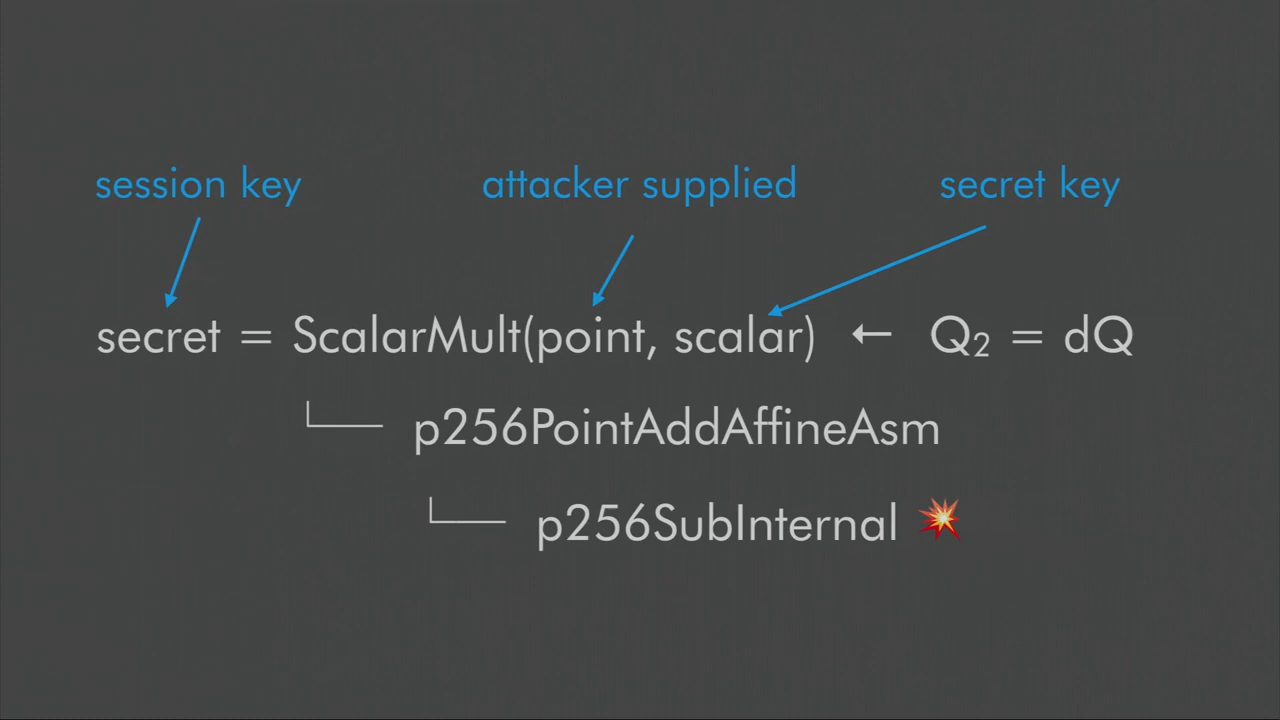 session key attacker supplied secret key
secret = ScalarMult(point, scalar) ← Q₂ = dQ
p256PointAddAffineAsm
p256SubInternal 💥